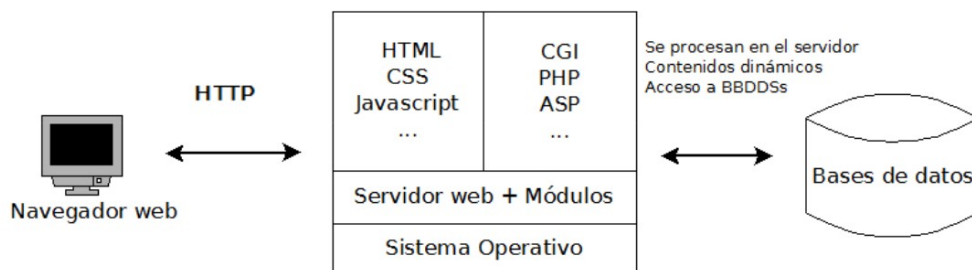 HTTP
Navegador web
HTML
CSS
Javascript
...
CGI
PHP
ASP
...
Servidor web + Módulos
Sistema Operativo
Se procesan en el servidor
Contenidos dinámicos
Acceso a BBDDSs
Bases de datos